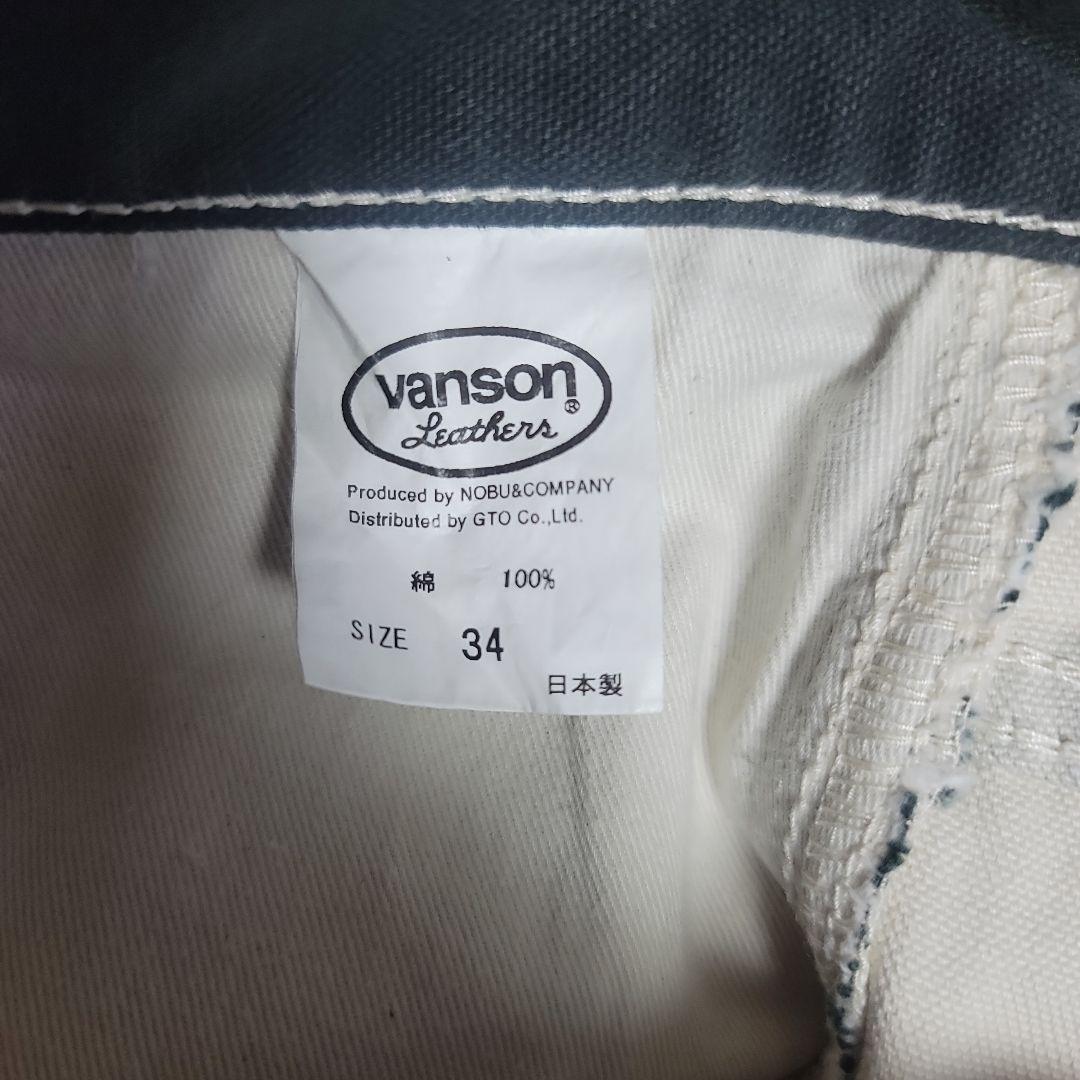 vanson®
Leathers
Produced by NOBU&COMPANY
Distributed by GTO Co.,Ltd.
綿 100%
SIZE 34
日本製